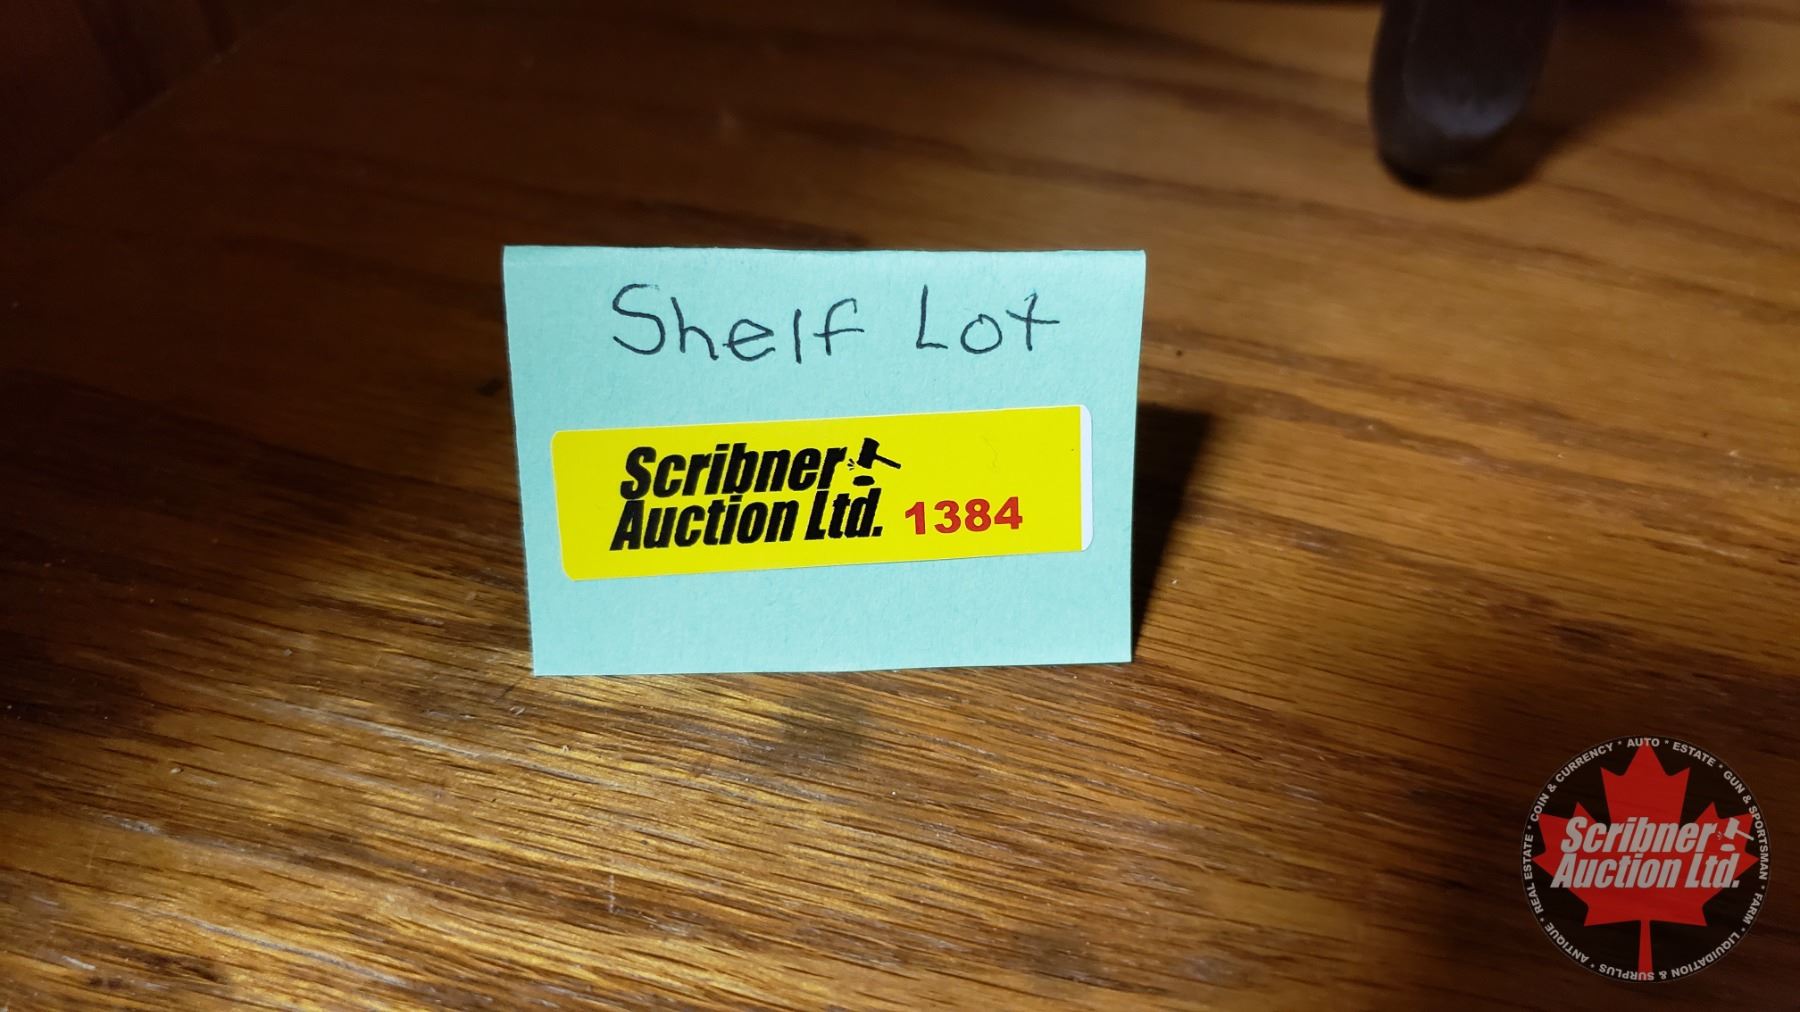 Shelf Lot
Scribner
Auction Ltd. 1384
REAL ESTATE * COIN & CURRENCY * AUTO * ESTATE * GUN & SPORTSMAN * FARM * LIQUIDATION & SURPLUS * ANTIQUE *
Scribner
Auction Ltd.